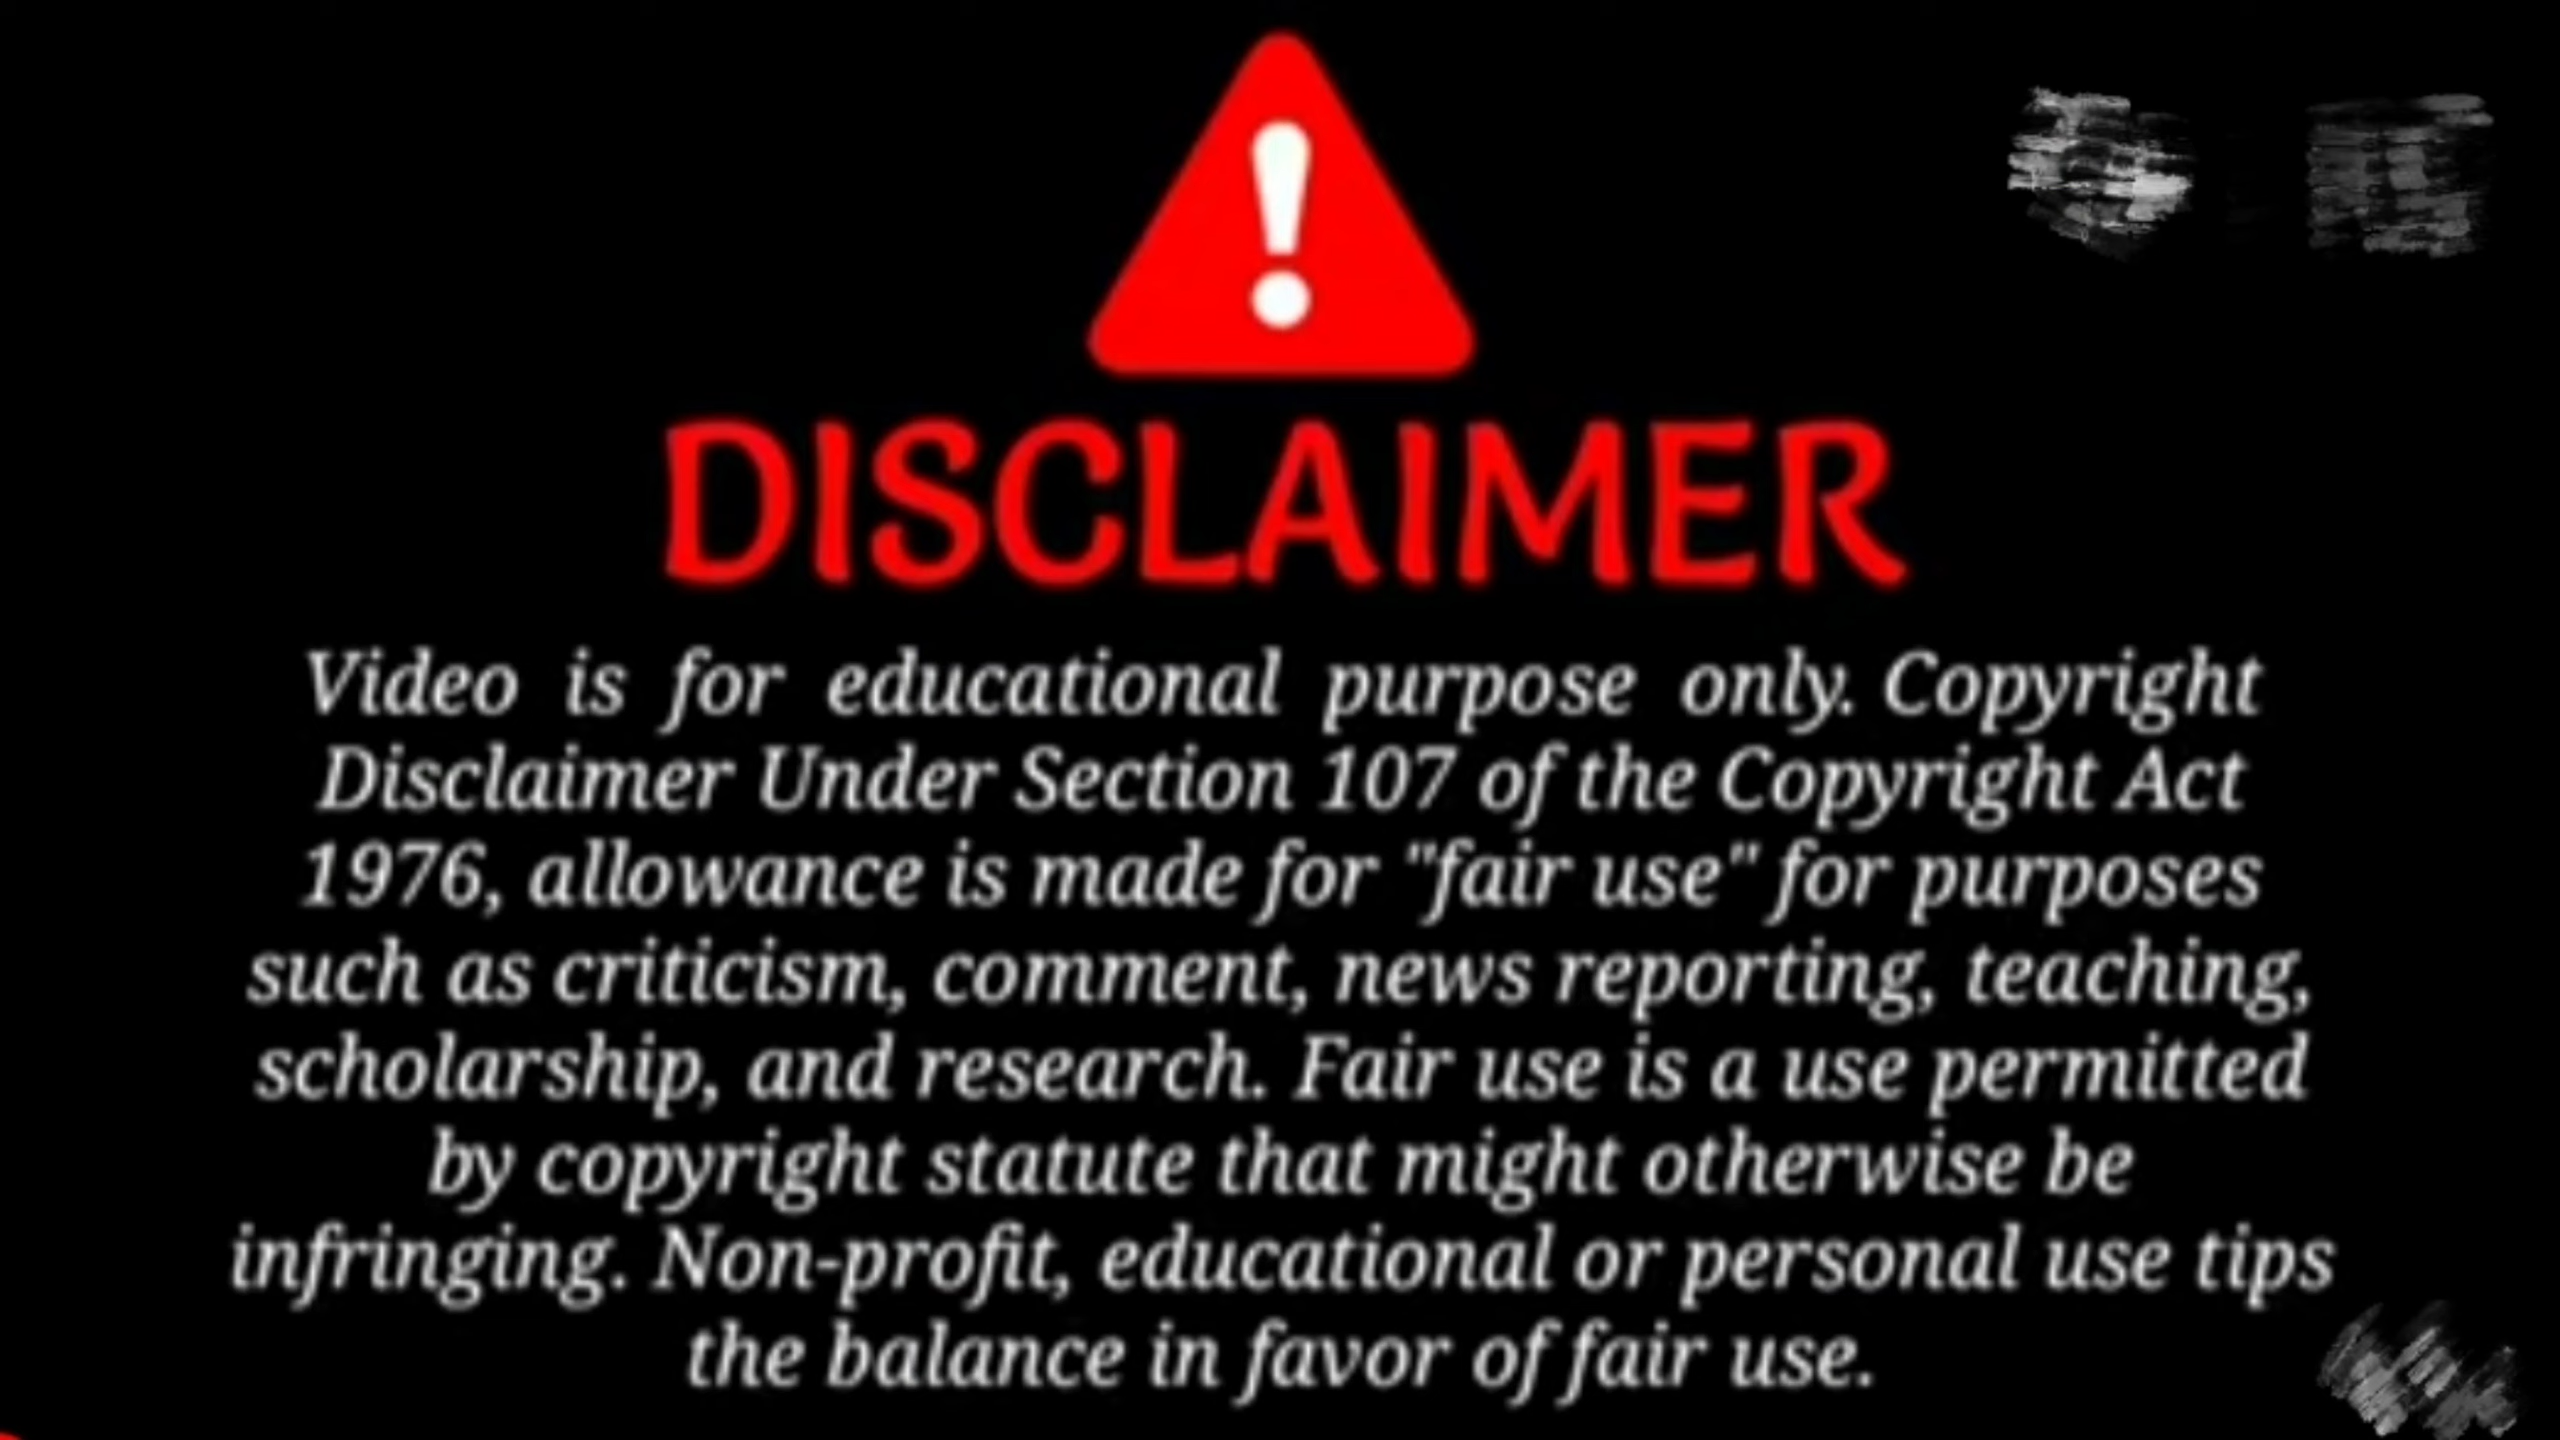 DISCLAIMER
Video is for educational purpose only. Copyright
Disclaimer Under Section 107 of the Copyright Act
1976, allowance is made for "fair use" for purposes
such as criticism, comment, news reporting, teaching,
scholarship, and research. Fair use is a use permitted
by copyright statute that might otherwise be
infringing. Non-profit, educational or personal use tips
the balance in favor of fair use.